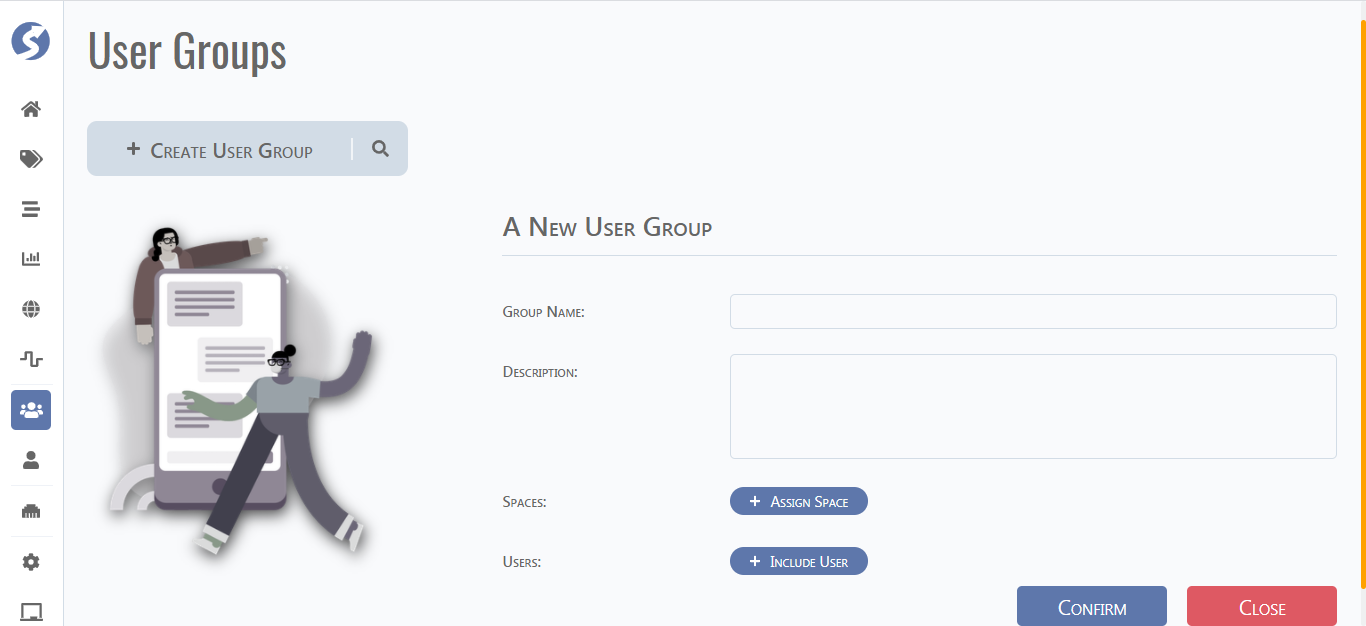 User Groups
+ Create User Group
A New User Group
Group Name:
Description:
Spaces:
+ Assign Space
Users:
+ Include User
Confirm
Close